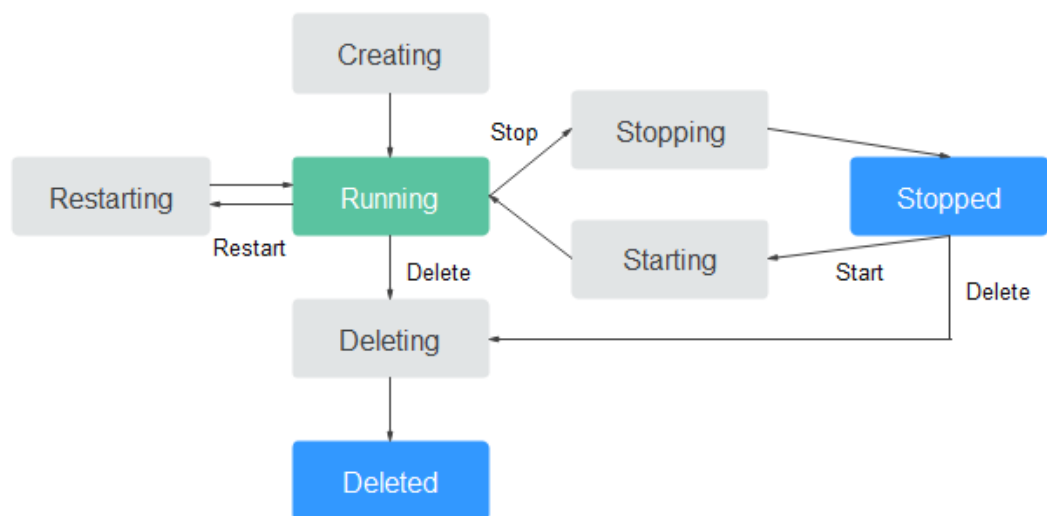 Creating
Stop
Stopping
Restarting
Running
Stopped
Restart
Starting
Start
Delete
Delete
Deleting
Deleted